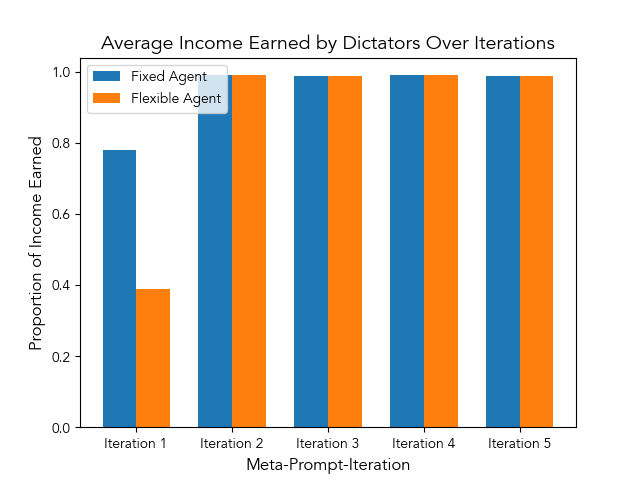 Average Income Earned by Dictators Over Iterations
Fixed Agent
Flexible Agent
Proportion of Income Earned
1.0
0.8
0.6
0.4
0.2
0.0
Iteration 1 Iteration 2 Iteration 3 Iteration 4 Iteration 5
Meta-Prompt-Iteration